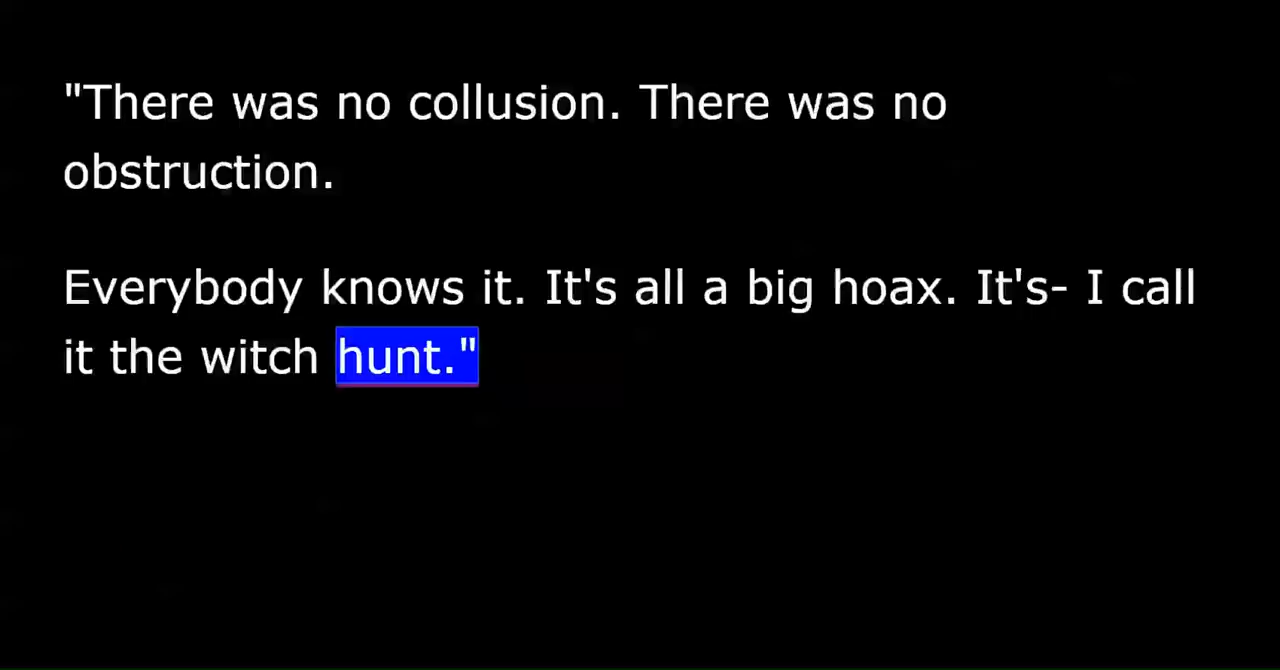 "There was no collusion. There was no
obstruction.
Everybody knows it. It's all a big hoax. It's- I call
it the witch hunt."